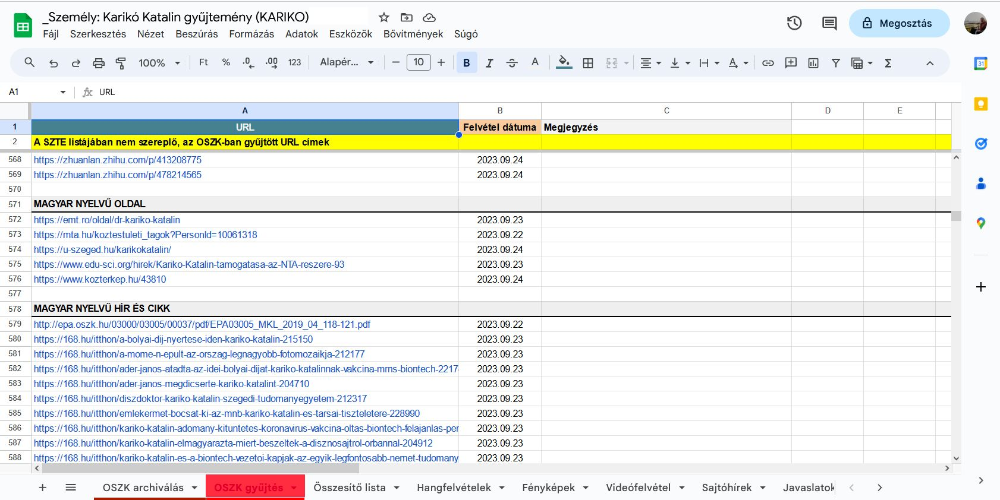 _Személy: Karikó Katalin gyűjtemény (KARIKO)
Fájl Szerkesztés Nézet Beszúrás Formázás Adatok Eszközök Bővítmények Súgó
Megosztás
100% Ft % .0 .00 123 Alapér... 10 B I S A Σ
31
A1 fx URL
A B C D E
1 URL Felvétel dátuma Megjegyzés
2 A SZTE listájában nem szereplő, az OSZK-ban gyűjtött URL címek
568 https://zhuanlan.zhihu.com/p/413208775 2023.09.24
569 https://zhuanlan.zhihu.com/p/478214565 2023.09.24
570
571 MAGYAR NYELVŰ OLDAL
572 https://emt.ro/oldal/dr-kariko-katalin 2023.09.23
573 https://mta.hu/koztestuleti_tagok?PersonId=10061318 2023.09.22
574 https://u-szeged.hu/karikokatalin/ 2023.09.24
575 https://www.edu-sci.org/hirek/Kariko-Katalin-tamogatasa-az-NTA-reszere-93 2023.09.23
576 https://www.kozterkep.hu/43810 2023.09.24
577
578 MAGYAR NYELVŰ HÍR ÉS CIKK
579 http://epa.oszk.hu/03000/03005/00037/pdf/EPA03005_MKL_2019_04_118-121.pdf 2023.09.22
580 https://168.hu/itthon/a-bolyai-dij-nyertese-iden-kariko-katalin-215150 2023.09.23
581 https://168.hu/itthon/a-mome-n-epult-az-orszag-legnagyobb-fotomozaikja-212177 2023.09.23
582 https://168.hu/itthon/ader-janos-atadta-az-idei-bolyai-dijat-kariko-katalinnak-vakcina-mrns-biontech-2217 2023.09.23
583 https://168.hu/itthon/ader-janos-megdicserte-kariko-katalint-204710 2023.09.23
584 https://168.hu/itthon/diszdoktor-kariko-katalin-szegedi-tudomanyegyetem-212317 2023.09.23
585 https://168.hu/itthon/emlekermet-bocsat-ki-az-mnb-kariko-katalin-es-tarsai-tiszteletere-228990 2023.09.23
586 https://168.hu/itthon/kariko-katalin-adomany-kituntetes-koronavirus-vakcina-oltas-biontech-felajanlas-per 2023.09.23
587 https://168.hu/itthon/kariko-katalin-elmagyarazta-miert-beszeltek-a-disznosajtrol-orbannal-204912 2023.09.23
588 https://168.hu/itthon/kariko-katalin-es-a-biontech-vezetoi-kapjak-az-egyik-legfontosabb-nemet-tudomany 2023.09.23
OSZK archiválás OSZK gyűjtés Összesítő lista Hangfelvételek Fényképek Videófelvétel Sajtóhírek Javaslatok